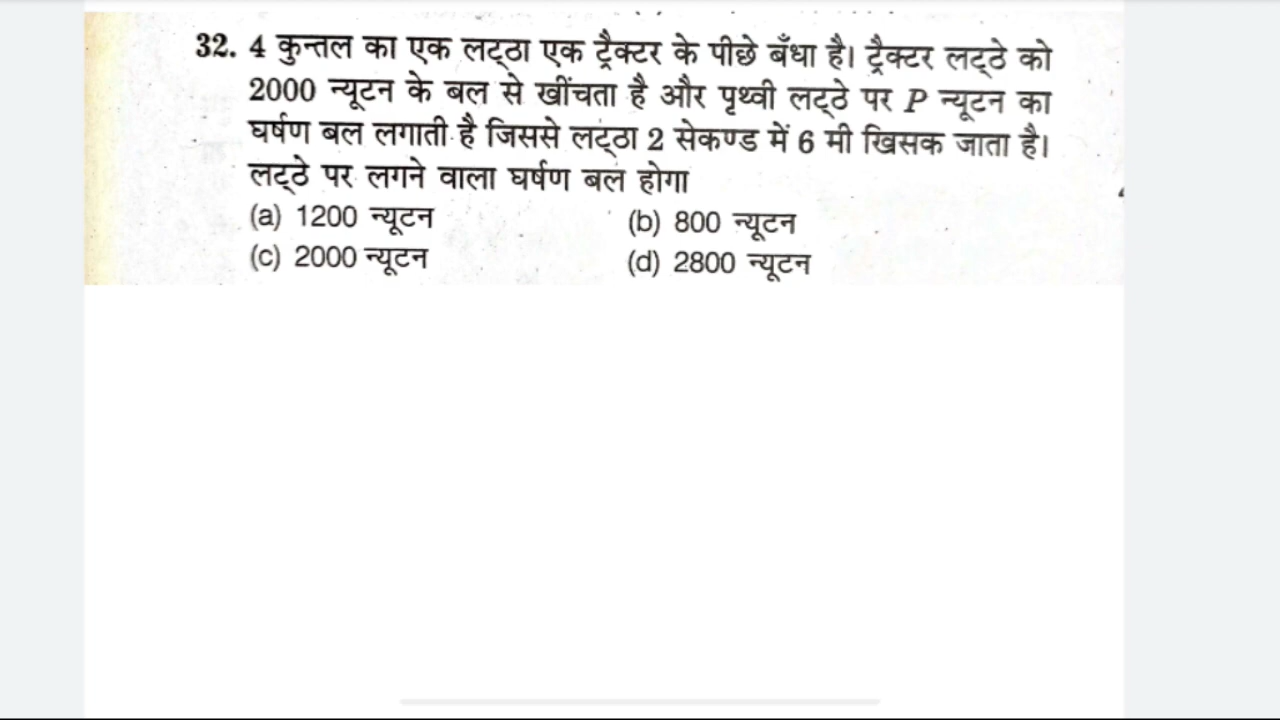 32. 4 कुन्तल का एक लट्ठा एक ट्रैक्टर के पीछे बँधा है। ट्रैक्टर लट्ठे को
2000 न्यूटन के बल से खींचता है और पृथ्वी लट्ठे पर P न्यूटन का
घर्षण बल लगाती है जिससे लट्ठा 2 सेकण्ड में 6 मी खिसक जाता है।
लट्ठे पर लगने वाला घर्षण बल होगा
(a) 1200 न्यूटन (b) 800 न्यूटन
(c) 2000 न्यूटन (d) 2800 न्यूटन